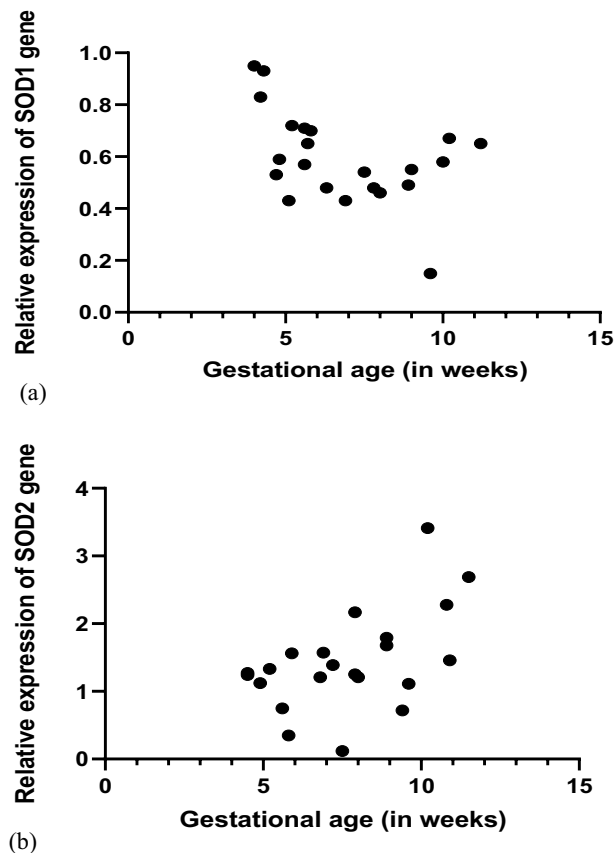 Relative expression of SOD1 gene
1.0
0.8
0.6
0.4
0.2
0.0
0 5 10 15
Gestational age (in weeks)
(a)
Relative expression of SOD2 gene
4
3
2
1
0
0 5 10 15
Gestational age (in weeks)
(b)